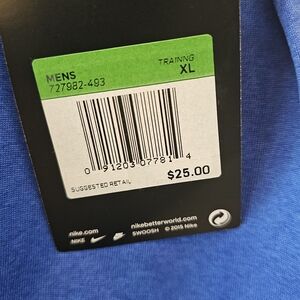 MENS TRAINNG
727982-493 XL
0 91203 07781 4
SUGGESTED RETAIL $25.00
nike.com nikebetterworld.com
NIKE SWOOSH © 2015 Nike